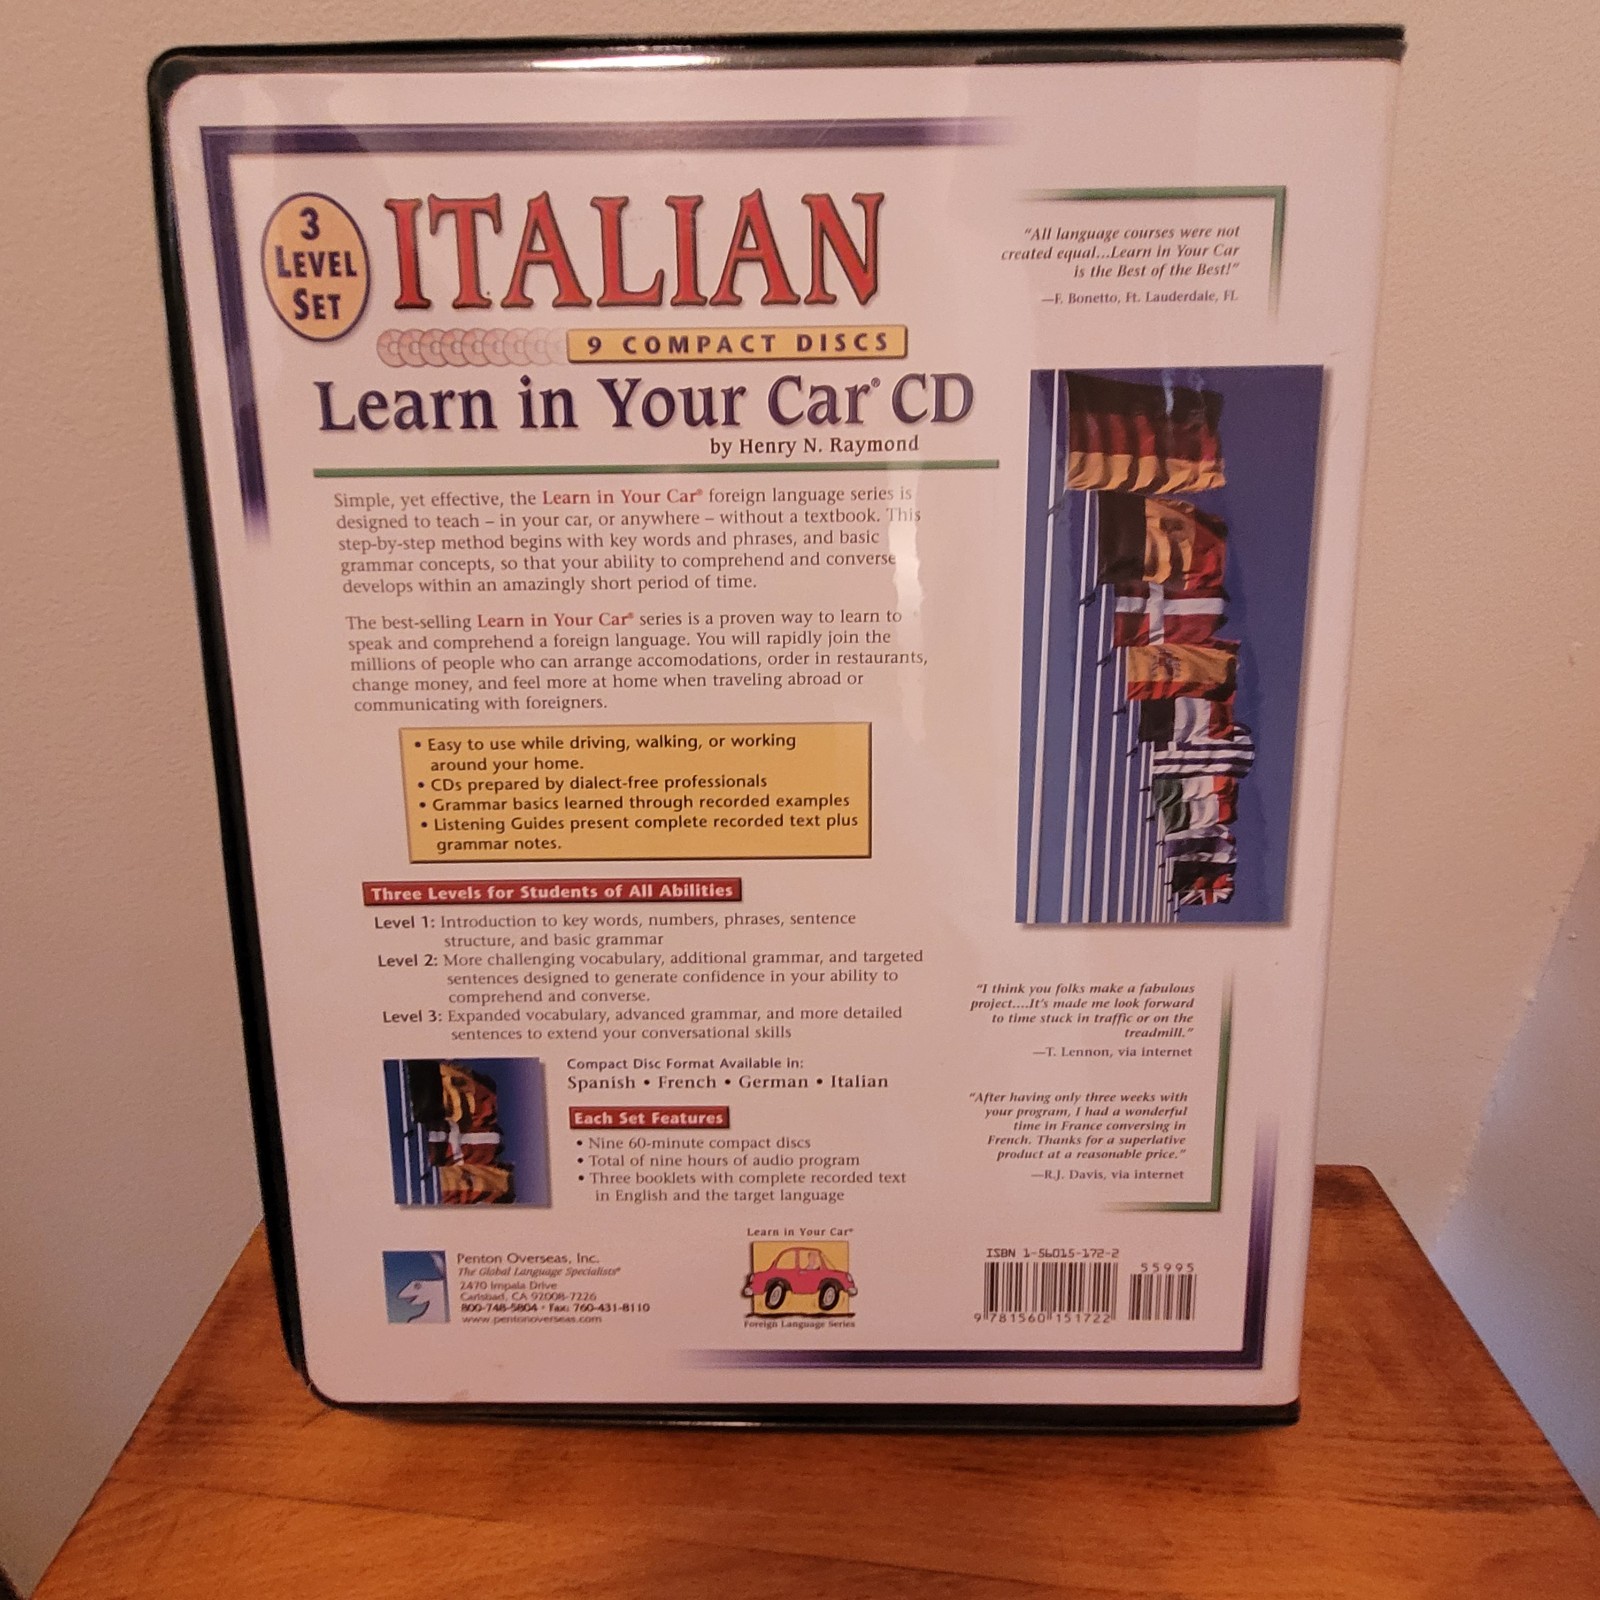 3
LEVEL
SET
ITALIAN
9 COMPACT DISCS
Learn in Your Car® CD
by Henry N. Raymond
Simple, yet effective, the Learn in Your Car® foreign language series is
designed to teach – in your car, or anywhere – without a textbook. This
step-by-step method begins with key words and phrases, and basic
grammar concepts, so that your ability to comprehend and converse
develops within an amazingly short period of time.
The best-selling Learn in Your Car® series is a proven way to learn to
speak and comprehend a foreign language. You will rapidly join the
millions of people who can arrange accomodations, order in restaurants,
change money, and feel more at home when traveling abroad or
communicating with foreigners.
• Easy to use while driving, walking, or working
around your home.
• CDs prepared by dialect-free professionals
• Grammar basics learned through recorded examples
• Listening Guides present complete recorded text plus
grammar notes.
Three Levels for Students of All Abilities
Level 1: Introduction to key words, numbers, phrases, sentence
structure, and basic grammar
Level 2: More challenging vocabulary, additional grammar, and targeted
sentences designed to generate confidence in your ability to
comprehend and converse.
Level 3: Expanded vocabulary, advanced grammar, and more detailed
sentences to extend your conversational skills
Compact Disc Format Available in:
Spanish • French • German • Italian
Each Set Features
• Nine 60-minute compact discs
• Total of nine hours of audio program
• Three booklets with complete recorded text
in English and the target language
Penton Overseas, Inc.
The Global Language Specialists®
2470 Impala Drive
Carlsbad, CA 92008-7226
800-748-5804 • Fax: 760-431-8110
www.pentonoverseas.com
Learn in Your Car®
Foreign Language Series
"All language courses were not
created equal...Learn in Your Car
is the Best of the Best!"
—F. Bonetto, Ft. Lauderdale, FL
"I think you folks make a fabulous
project....It's made me look forward
to time stuck in traffic or on the
treadmill."
—T. Lennon, via internet
"After having only three weeks with
your program, I had a wonderful
time in France conversing in
French. Thanks for a superlative
product at a reasonable price."
—R.J. Davis, via internet
ISBN 1-56015-172-2
55995
9 781560 151722